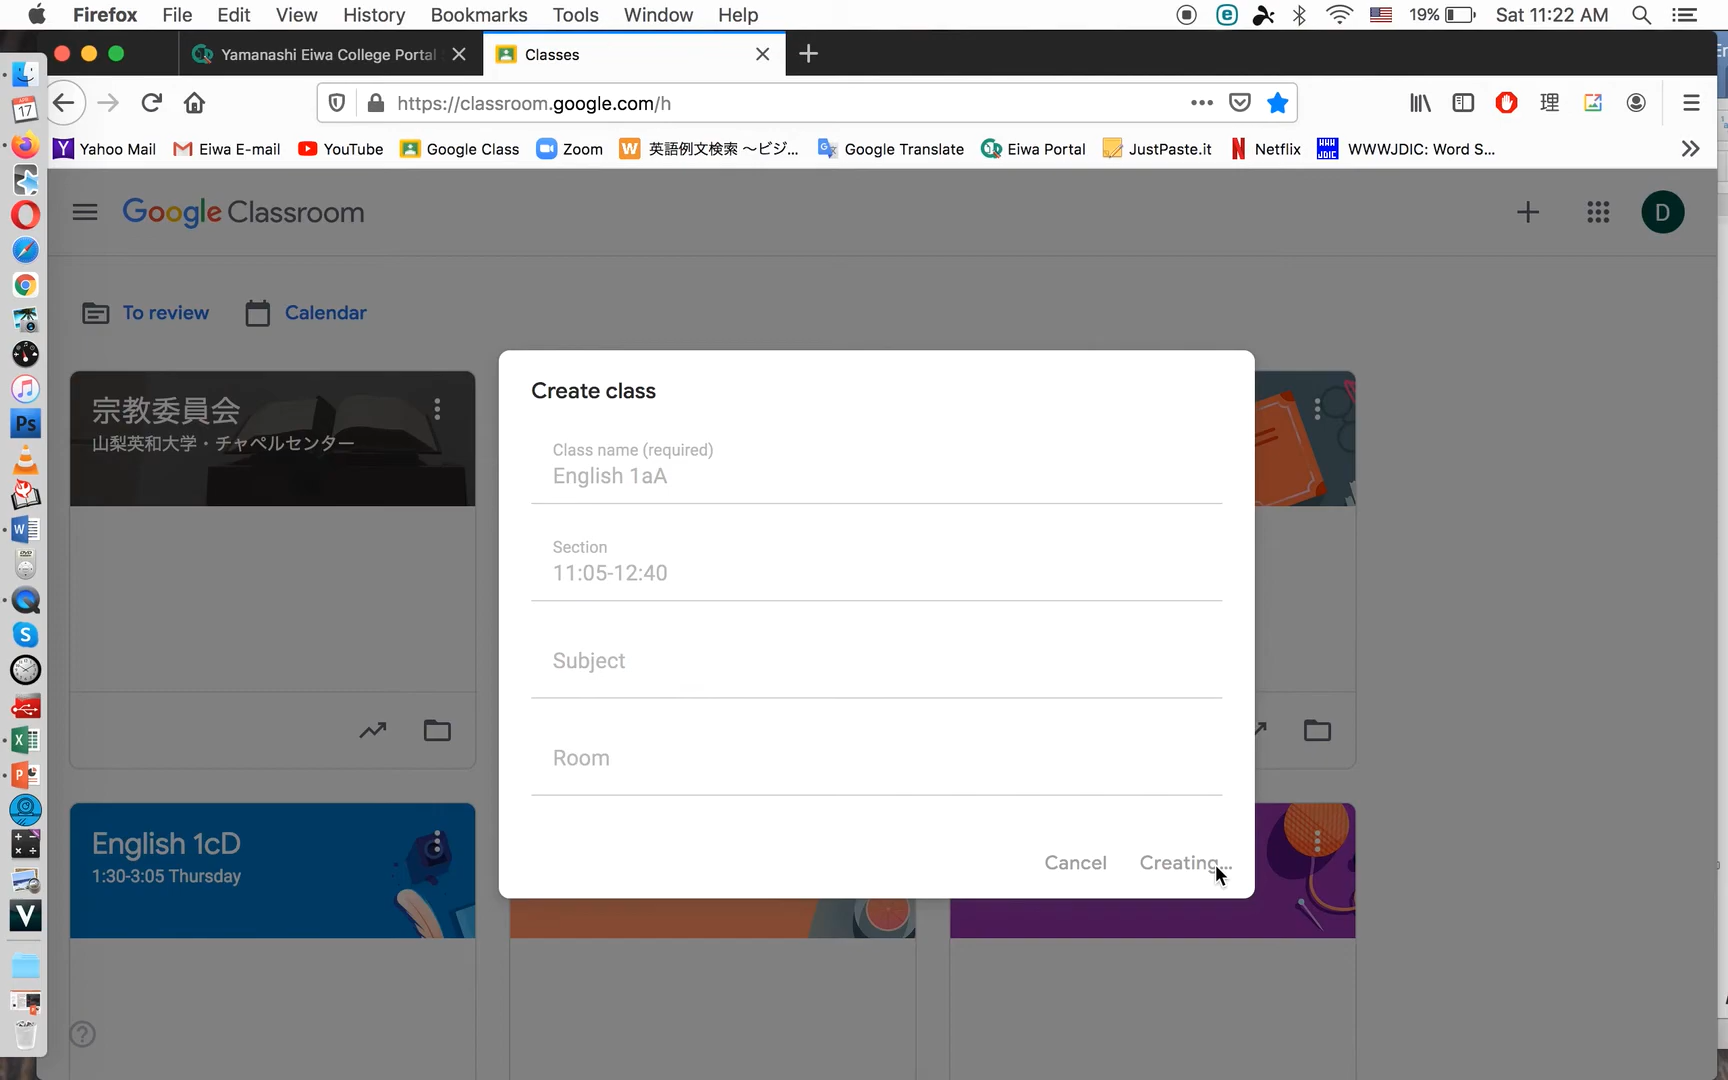 Firefox File Edit View History Bookmarks Tools Window Help 19% Sat 11:22 AM
Yamanashi Eiwa College Portal Classes
https://classroom.google.com/h
Yahoo Mail Eiwa E-mail YouTube Google Class Zoom 英語例文検索 ～ビジ... Google Translate Eiwa Portal JustPaste.it Netflix WWWJDIC: Word S...
17
Google Classroom
D
To review Calendar
Create class
宗教委員会
山梨英和大学・チャペルセンター
Class name (required)
English 1aA
Section
11:05-12:40
Subject
Room
Cancel Creating...
English 1cD
1:30-3:05 Thursday